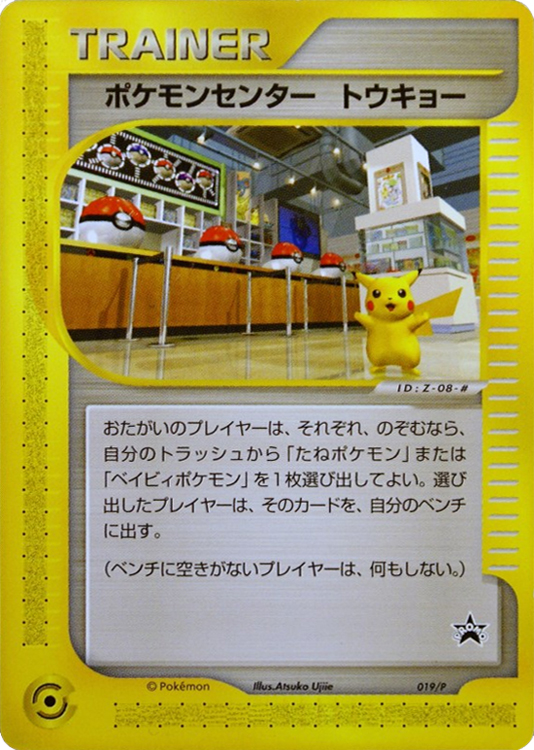 TRAINER
ポケモンセンター トウキョー
ID:Z-08-#
おたがいのプレイヤーは、それぞれ、のぞむなら、
自分のトラッシュから「たねポケモン」または
「ベイビィポケモン」を1枚選び出してよい。選び
出したプレイヤーは、そのカードを、自分のベンチ
に出す。
(ベンチに空きがないプレイヤーは、何もしない。)
PROMO
© Pokémon Illus.Atsuko Ujiie 019/P